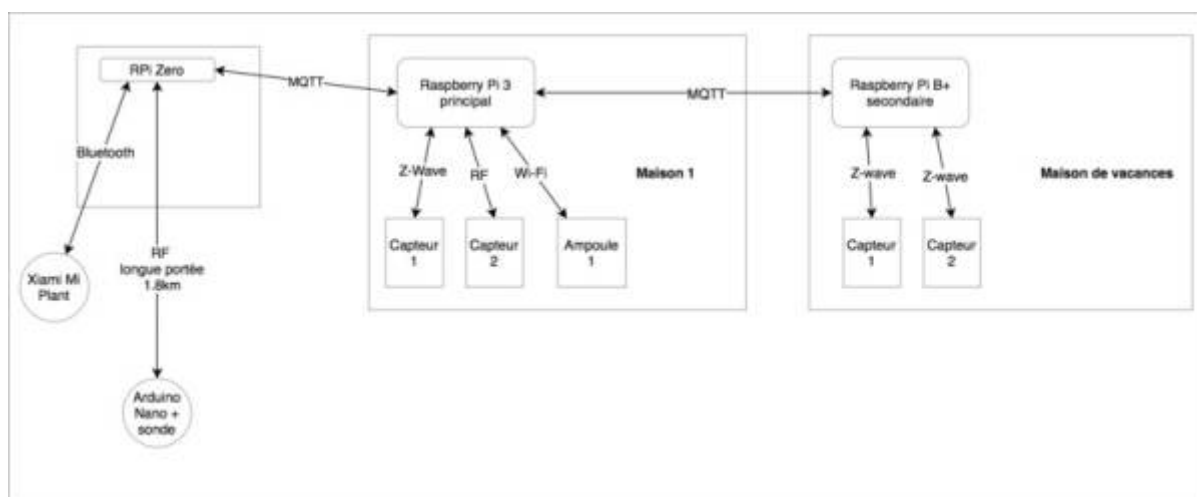 RPi Zero
MQTT
Bluetooth
RF
longue portée
1.8km
Xiami Mi
Plant
Arduino
Nano +
sonde
Raspberry Pi 3
principal
Z-Wave
RF
Wi-Fi
Maison 1
Capteur
1
Capteur
2
Ampoule
1
MQTT
Raspberry Pi B+
secondaire
Z-wave
Z-wave
Maison de vacances
Capteur
1
Capteur
2